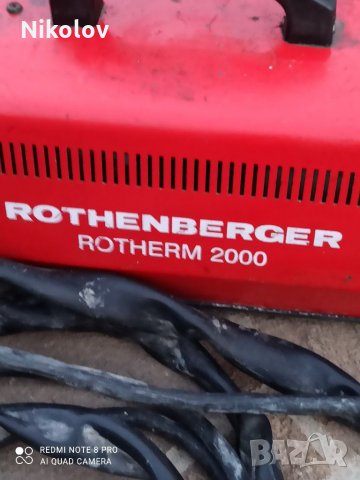 Nikolov
ROTHENBERGER
ROTHERM 2000
REDMI NOTE 8 PRO
AI QUAD CAMERA
BAZAR